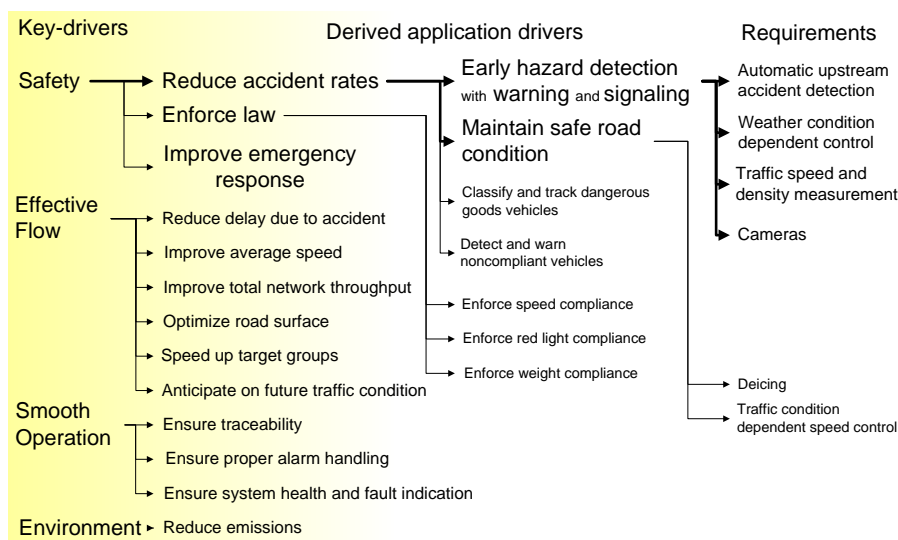 Key-drivers
Derived application drivers
Requirements
Safety
Reduce accident rates
Enforce law
Improve emergency
response
Early hazard detection
with warning and signaling
Maintain safe road
condition
Classify and track dangerous
goods vehicles
Detect and warn
noncompliant vehicles
Enforce speed compliance
Enforce red light compliance
Enforce weight compliance
Automatic upstream
accident detection
Weather condition
dependent control
Traffic speed and
density measurement
Cameras
Deicing
Traffic condition
dependent speed control
Effective
Flow
Reduce delay due to accident
Improve average speed
Improve total network throughput
Optimize road surface
Speed up target groups
Anticipate on future traffic condition
Smooth
Operation
Ensure traceability
Ensure proper alarm handling
Ensure system health and fault indication
Environment
Reduce emissions